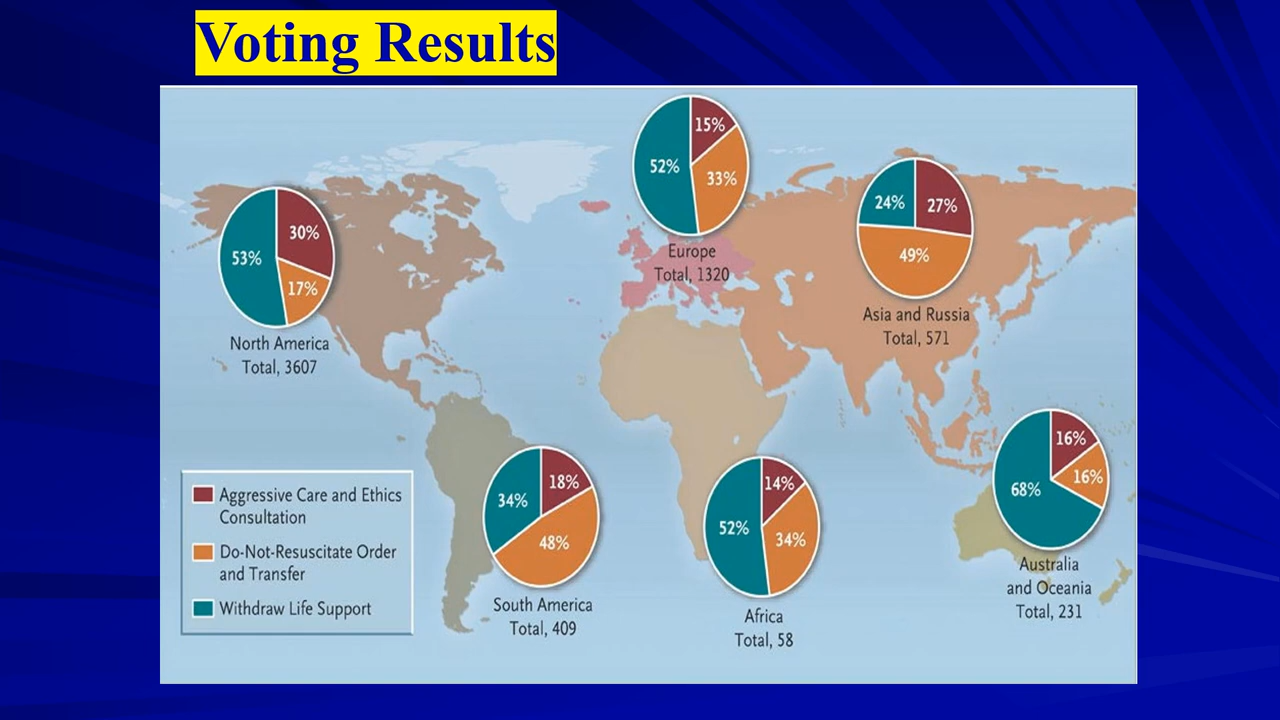 Voting Results
15%
52%
33%
Europe
Total, 1320
30%
53%
17%
North America
Total, 3607
24%
27%
49%
Asia and Russia
Total, 571
18%
34%
48%
South America
Total, 409
14%
52%
34%
Africa
Total, 58
16%
16%
68%
Australia
and Oceania
Total, 231
Aggressive Care and Ethics
Consultation
Do-Not-Resuscitate Order
and Transfer
Withdraw Life Support